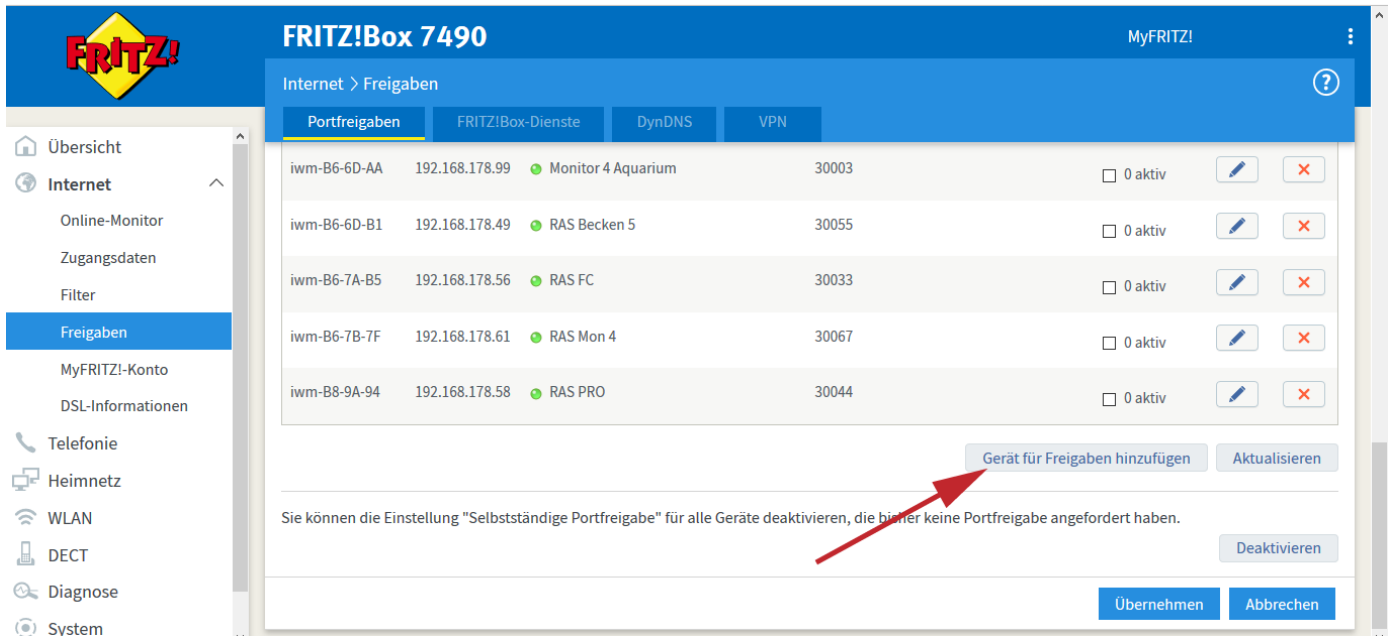 FRITZ!
FRITZ!Box 7490
MyFRITZ!
Internet > Freigaben
?
Portfreigaben FRITZ!Box-Dienste DynDNS VPN
Übersicht
Internet
Online-Monitor
Zugangsdaten
Filter
Freigaben
MyFRITZ!-Konto
DSL-Informationen
Telefonie
Heimnetz
WLAN
DECT
Diagnose
System
iwm-B6-6D-AA 192.168.178.99 Monitor 4 Aquarium 30003 0 aktiv
iwm-B6-6D-B1 192.168.178.49 RAS Becken 5 30055 0 aktiv
iwm-B6-7A-B5 192.168.178.56 RAS FC 30033 0 aktiv
iwm-B6-7B-7F 192.168.178.61 RAS Mon 4 30067 0 aktiv
iwm-B8-9A-94 192.168.178.58 RAS PRO 30044 0 aktiv
Gerät für Freigaben hinzufügen Aktualisieren
Sie können die Einstellung "Selbstständige Portfreigabe" für alle Geräte deaktivieren, die bisher keine Portfreigabe angefordert haben.
Deaktivieren
Übernehmen Abbrechen